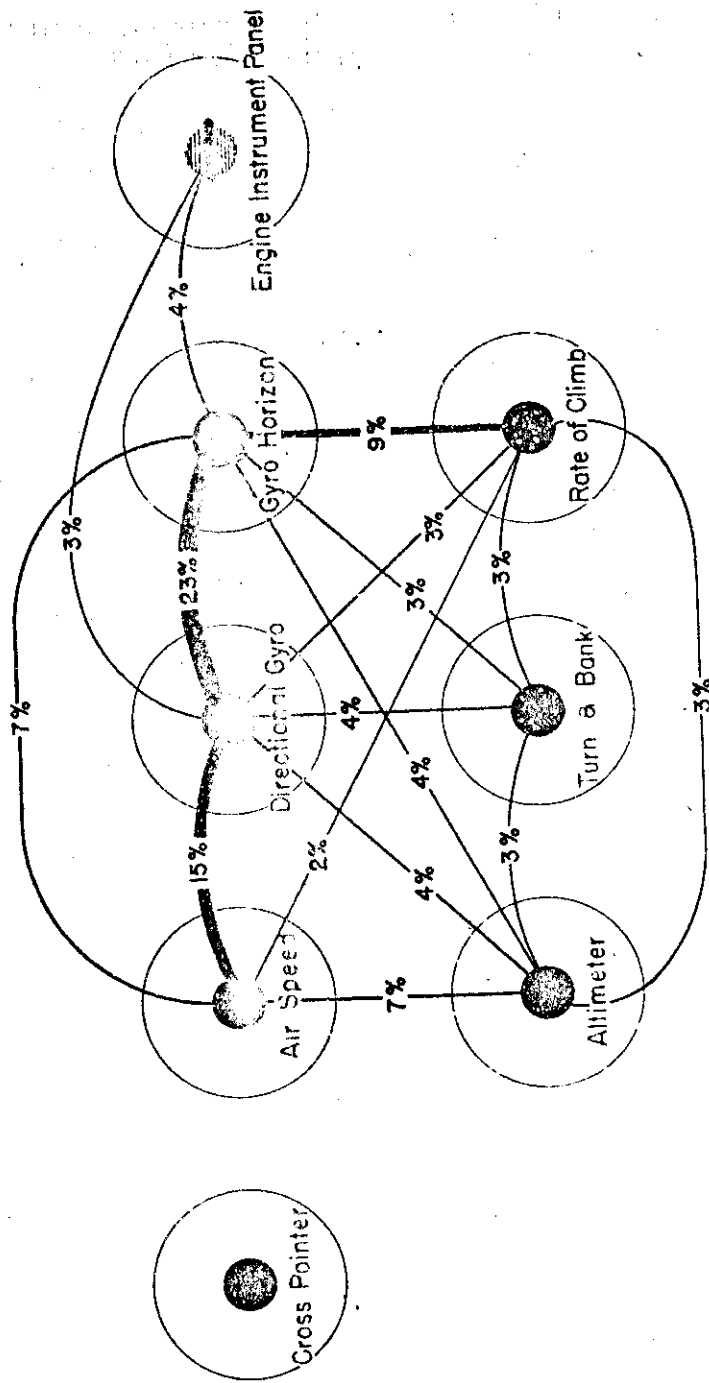 7%
3%
4%
15%
23%
Cross Pointer
Air Speed
Directional Gyro
Gyro Horizon
Engine Instrument Panel
7%
4%
2%
4%
4%
3%
3%
9%
3%
3%
Altimeter
Turn & Bank
Rate of Climb
3%